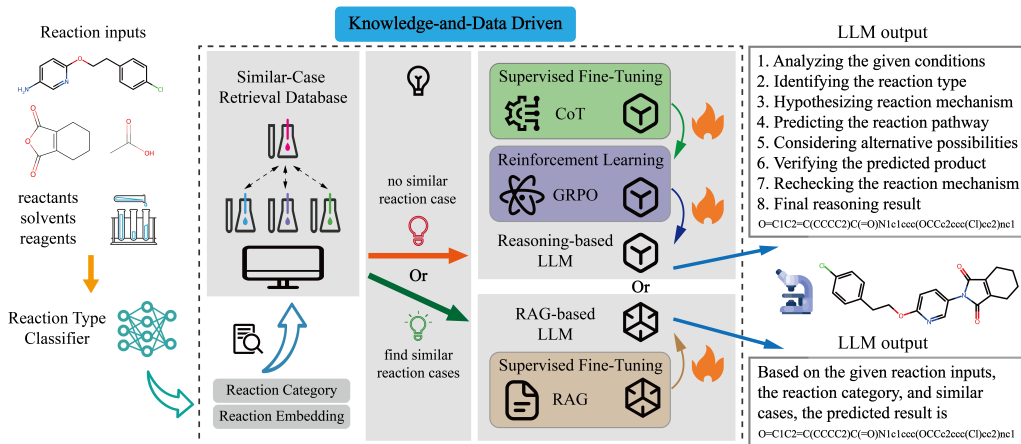 Knowledge-and-Data Driven
Reaction inputs
O
N
H₂N
Cl
O
O
O
O
OH
reactants
solvents
reagents
Reaction Type
Classifier
Similar-Case
Retrieval Database
Reaction Category
Reaction Embedding
no similar
reaction case
Or
find similar
reaction cases
Supervised Fine-Tuning
CoT
Reinforcement Learning
GRPO
Reasoning-based
LLM
Or
RAG-based
LLM
Supervised Fine-Tuning
RAG
LLM output
1. Analyzing the given conditions
2. Identifying the reaction type
3. Hypothesizing reaction mechanism
4. Predicting the reaction pathway
5. Considering alternative possibilities
6. Verifying the predicted product
7. Rechecking the reaction mechanism
8. Final reasoning result
O=C1C2=C(CCCC2)C(=O)N1c1ccc(OCCc2ccc(Cl)cc2)nc1
Cl
O
N
N
O
O
LLM output
Based on the given reaction inputs,
the reaction category, and similar
cases, the predicted result is
O=C1C2=C(CCCC2)C(=O)N1c1ccc(OCCc2ccc(Cl)cc2)nc1